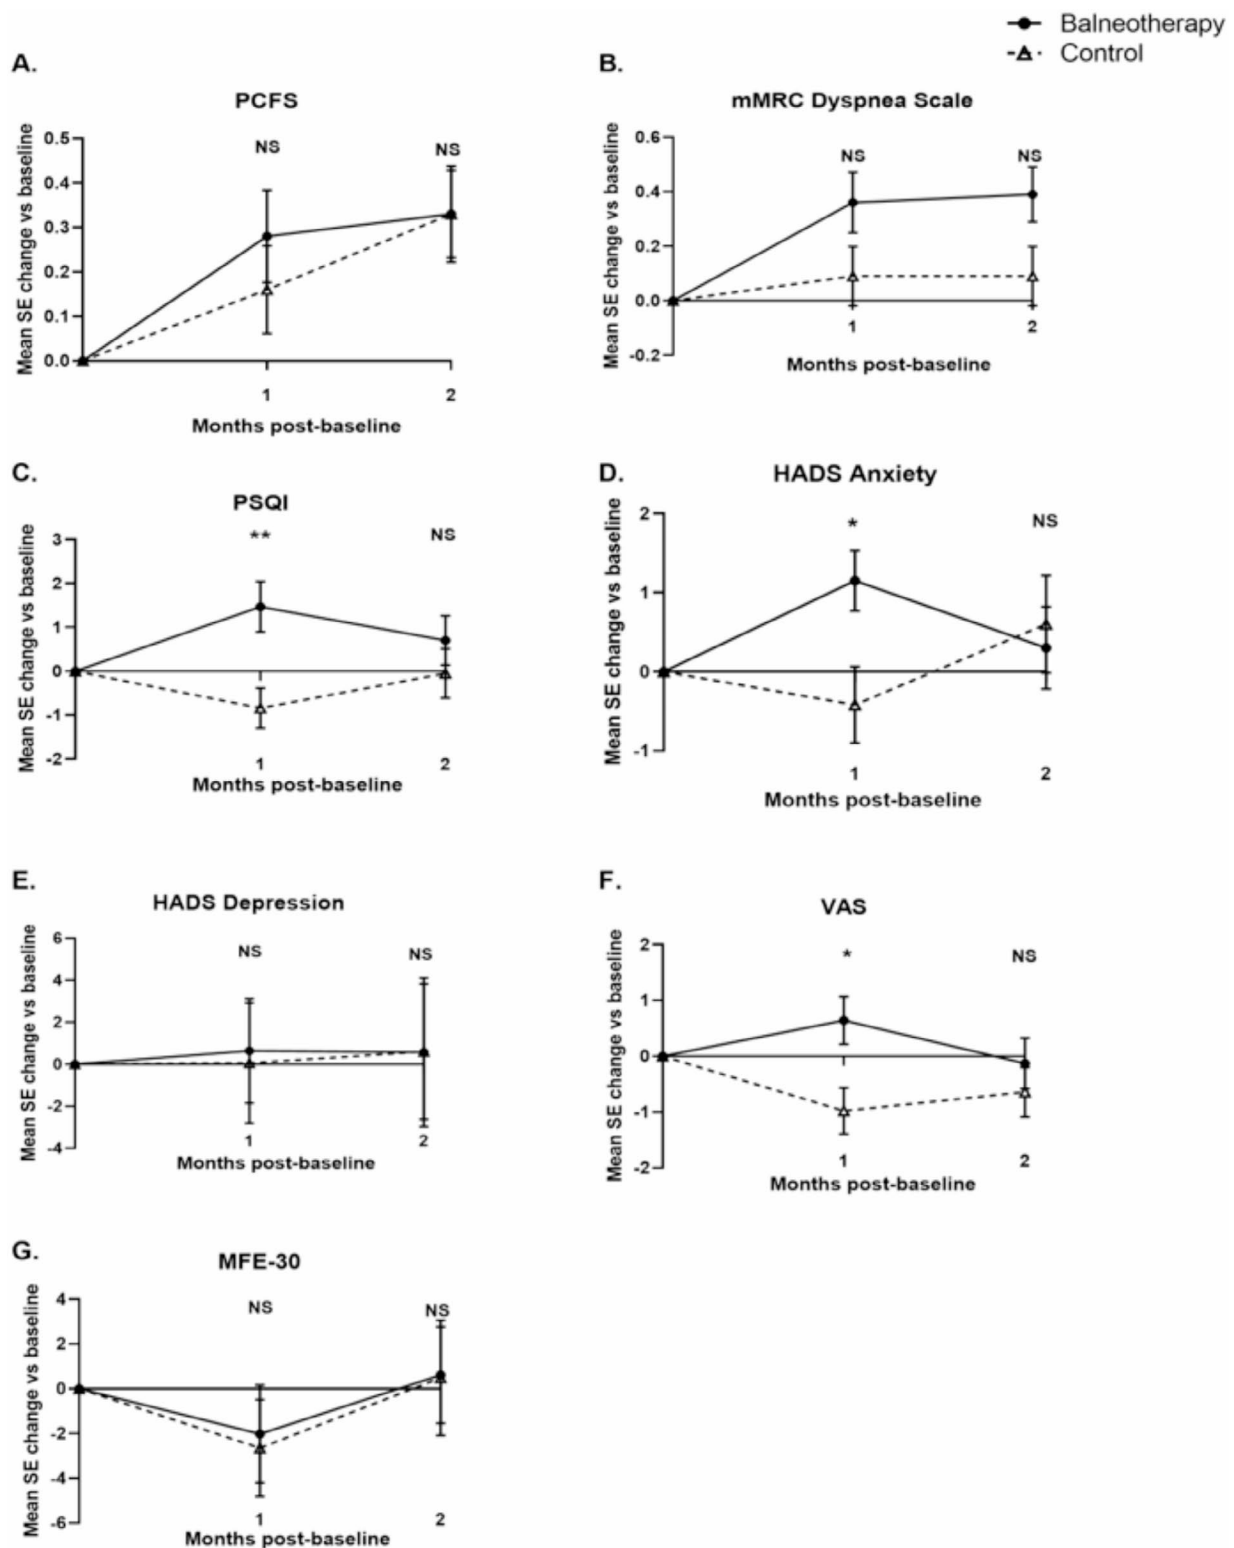 Balneotherapy
Control
A.
PCFS
Mean SE change vs baseline
0.5
0.4
0.3
0.2
0.1
0.0
NS
NS
1
2
Months post-baseline
B.
mMRC Dyspnea Scale
Mean SE change vs baseline
0.6
0.4
0.2
0.0
-0.2
NS
NS
1
2
Months post-baseline
C.
PSQI
Mean SE change vs baseline
3
2
1
0
-1
-2
**
NS
1
2
Months post-baseline
D.
HADS Anxiety
Mean SE change vs baseline
2
1
0
-1
*
NS
1
2
Months post-baseline
E.
HADS Depression
Mean SE change vs baseline
6
4
2
0
-2
-4
NS
NS
1
2
Months post-baseline
F.
VAS
Mean SE change vs baseline
2
1
0
-1
-2
*
NS
1
2
Months post-baseline
G.
MFE-30
Mean SE change vs baseline
4
2
0
-2
-4
-6
NS
NS
1
2
Months post-baseline